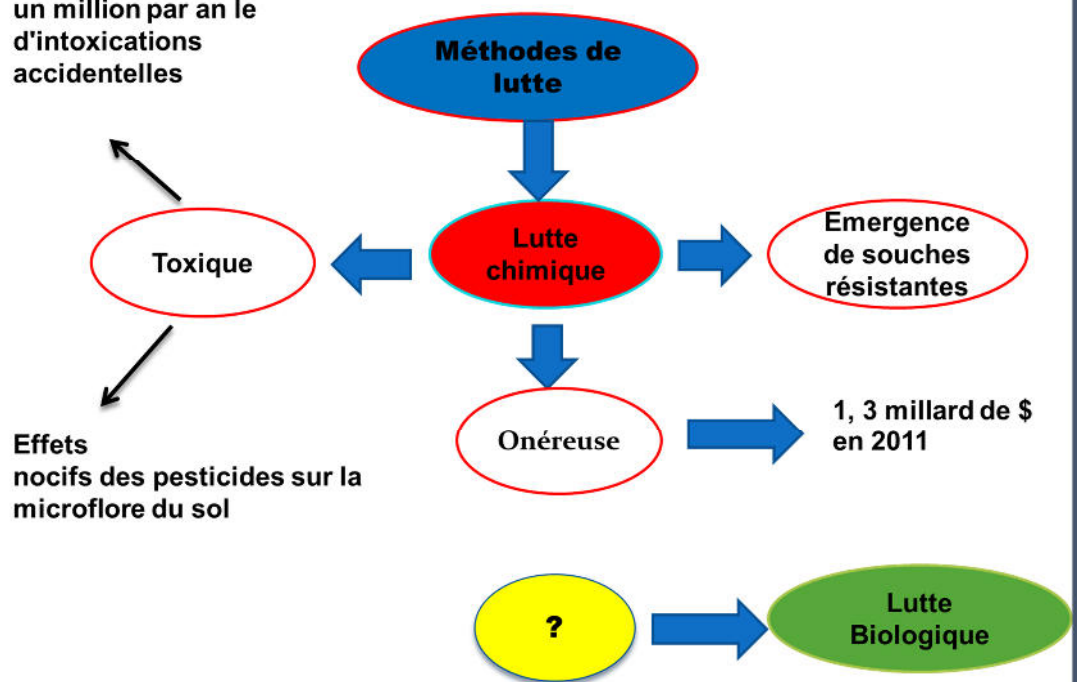 un million par an le
d'intoxications
accidentelles
Méthodes de
lutte
Lutte
chimique
Toxique
Emergence
de souches
résistantes
Effets
nocifs des pesticides sur la
microflore du sol
Onéreuse
1, 3 millard de $
en 2011
?
Lutte
Biologique